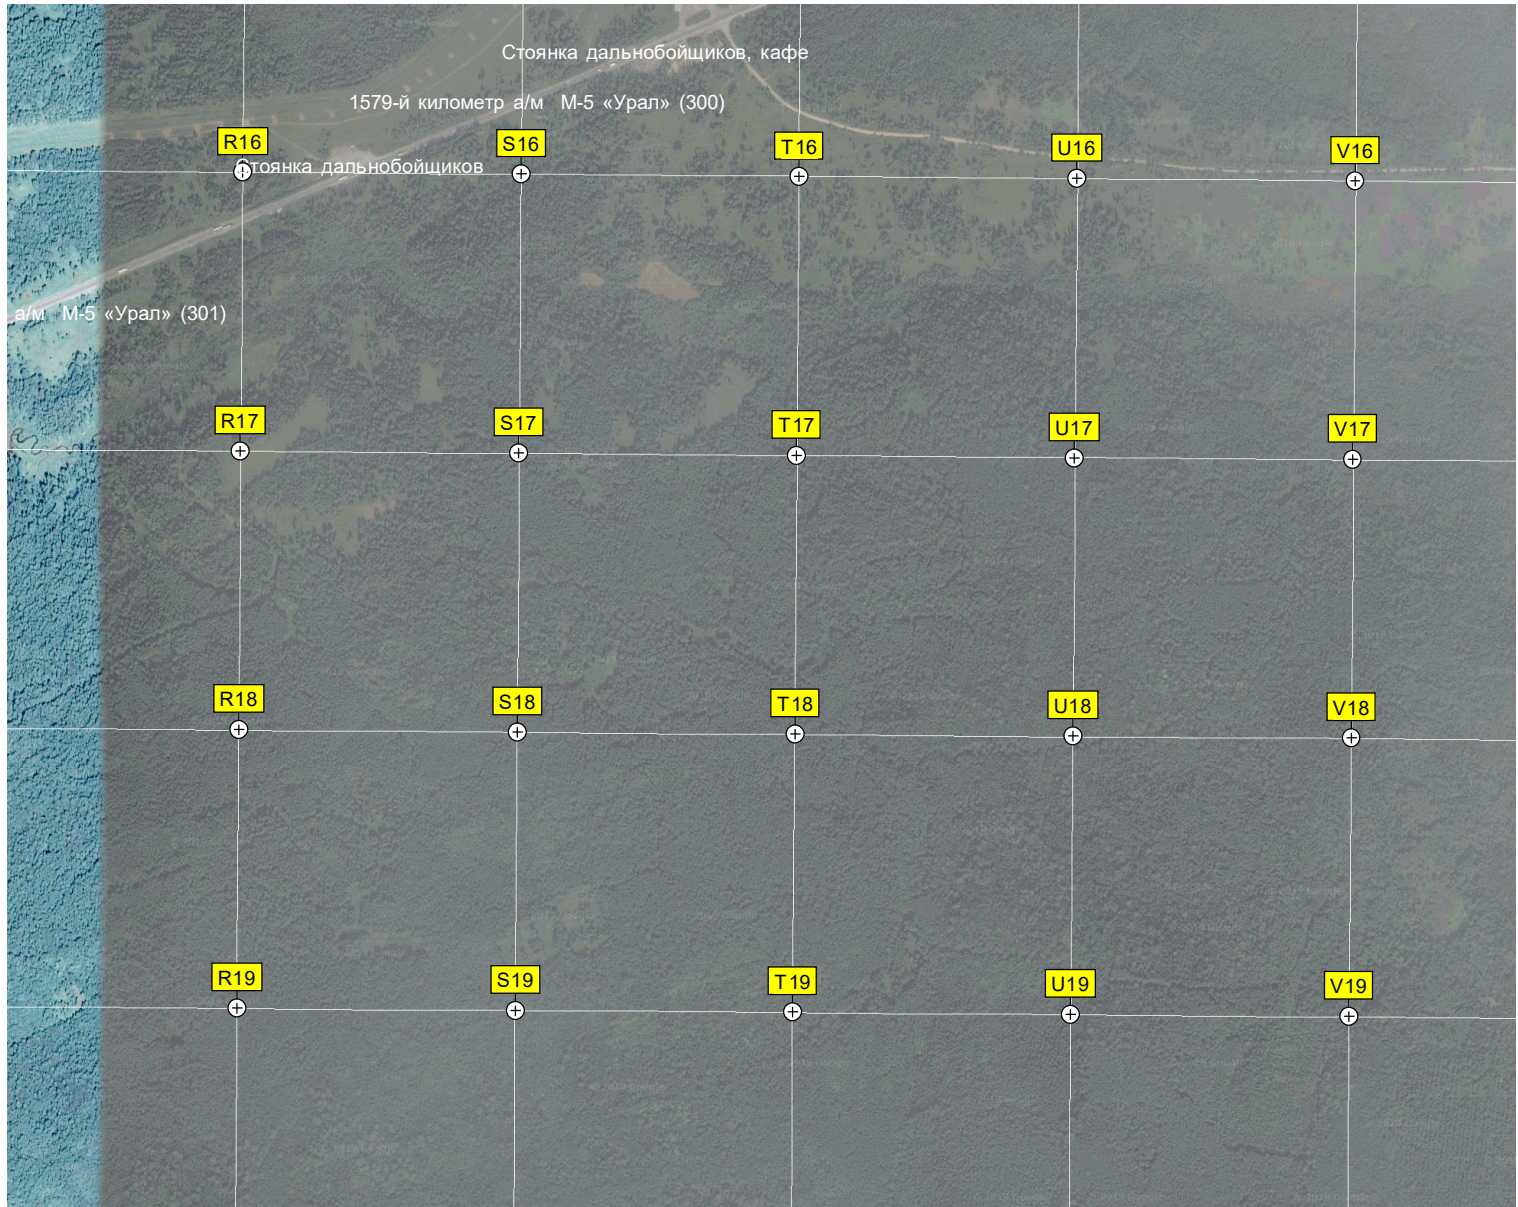 Стоянка дальнобойщиков, кафе
1579-й километр а/м М-5 «Урал» (300)
R16
S16
T16
U16
V16
Стоянка дальнобойщиков
а/м М-5 «Урал» (301)
R17
S17
T17
U17
V17
R18
S18
T18
U18
V18
R19
S19
T19
U19
V19